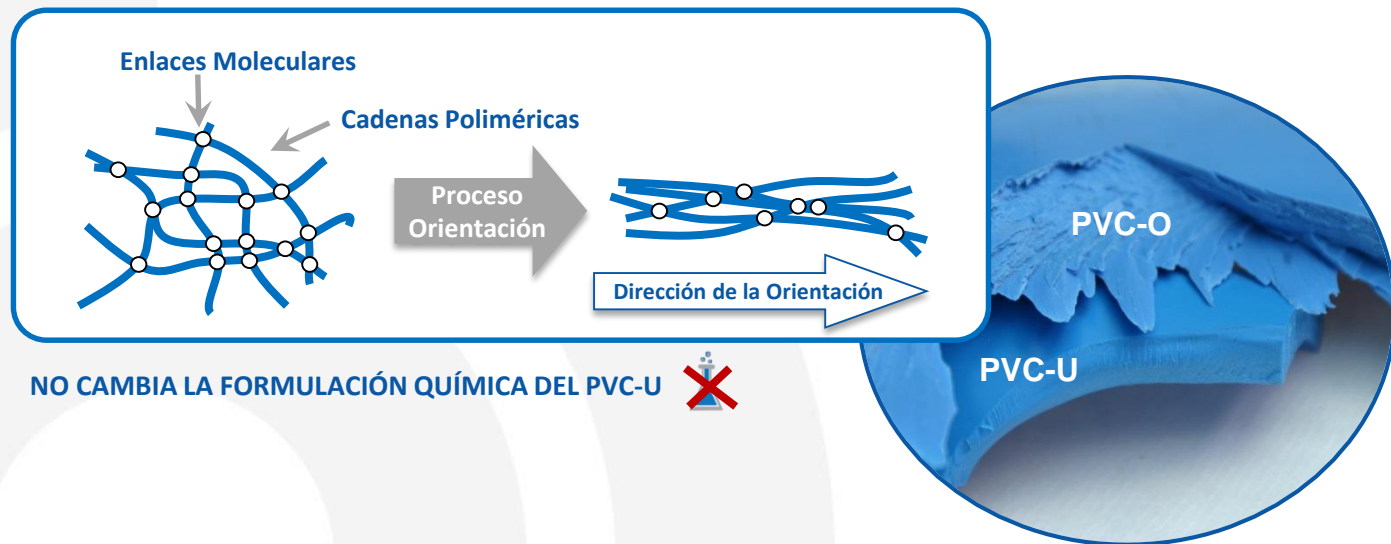 Enlaces Moleculares
Cadenas Poliméricas
Proceso
Orientación
Dirección de la Orientación
PVC-O
PVC-U
NO CAMBIA LA FORMULACIÓN QUÍMICA DEL PVC-U